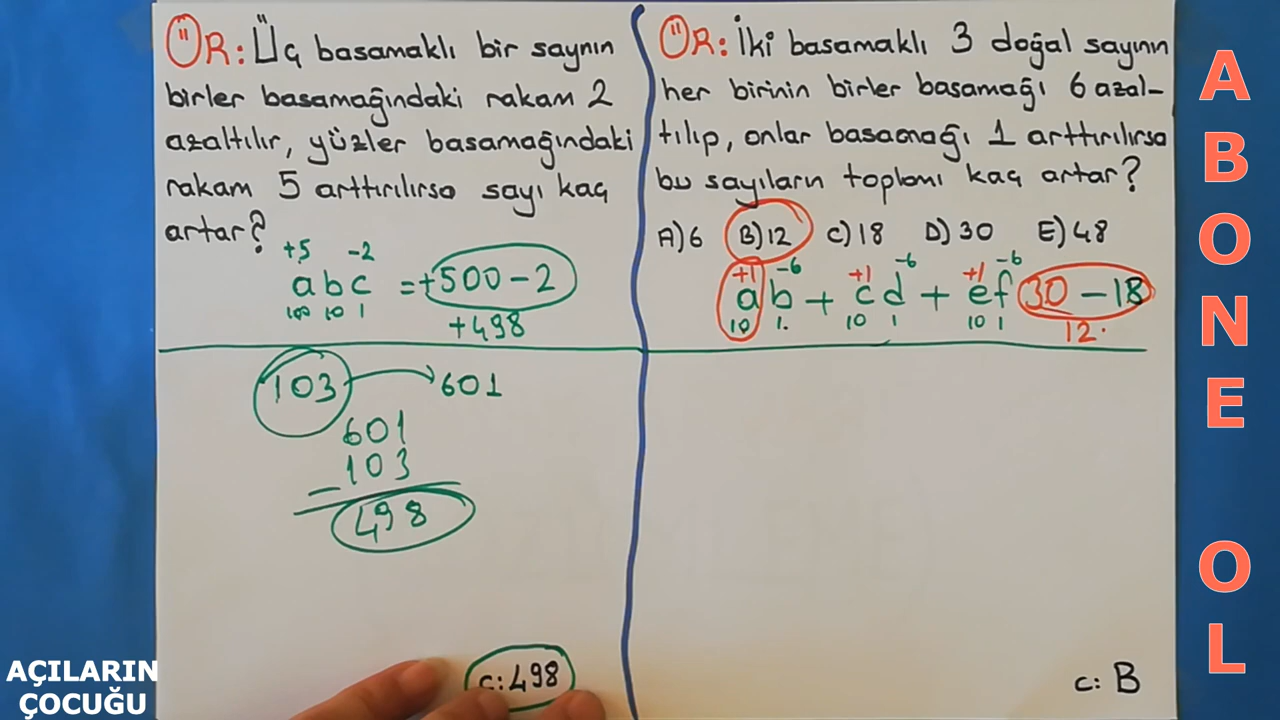 ÖR: Üç basamaklı bir sayının
birler basamağındaki rakam 2
azaltılır, yüzler basamağındaki
rakam 5 arttırılırsa sayı kaç
artar?
+5 -2
abc = +500-2
100 10 1
+498
103 → 601
601
103
-
498
c:498
ÖR: İki basamaklı 3 doğal sayının
her birinin birler basamağı 6 azal-
tılıp, onlar basamağı 1 arttırılırsa
bu sayıların toplamı kaç artar?
A)6 B)12 C)18 D)30 E)48
+1 -6 +1 -6 +1 -6
ab + cd + ef 30-18
10 1. 10 1 10 1
12.
c: B
ABONE
OL
AÇILARIN
ÇOCUĞU